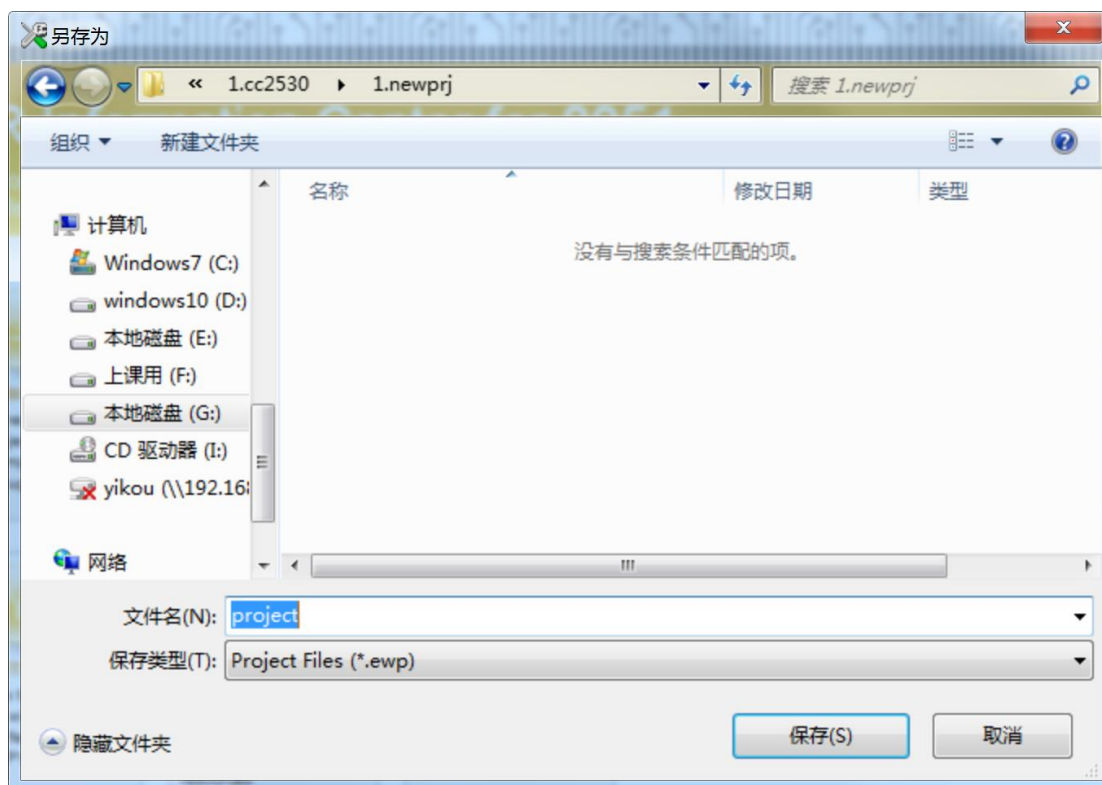 另存为
« 1.cc2530 ▸ 1.newprj
搜索 1.newprj
组织
新建文件夹
名称
修改日期
类型
没有与搜索条件匹配的项。
计算机
Windows7 (C:)
windows10 (D:)
本地磁盘 (E:)
上课用 (F:)
本地磁盘 (G:)
CD 驱动器 (I:)
yikou (\\192.16
网络
文件名(N): project
保存类型(T): Project Files (*.ewp)
隐藏文件夹
保存(S)
取消